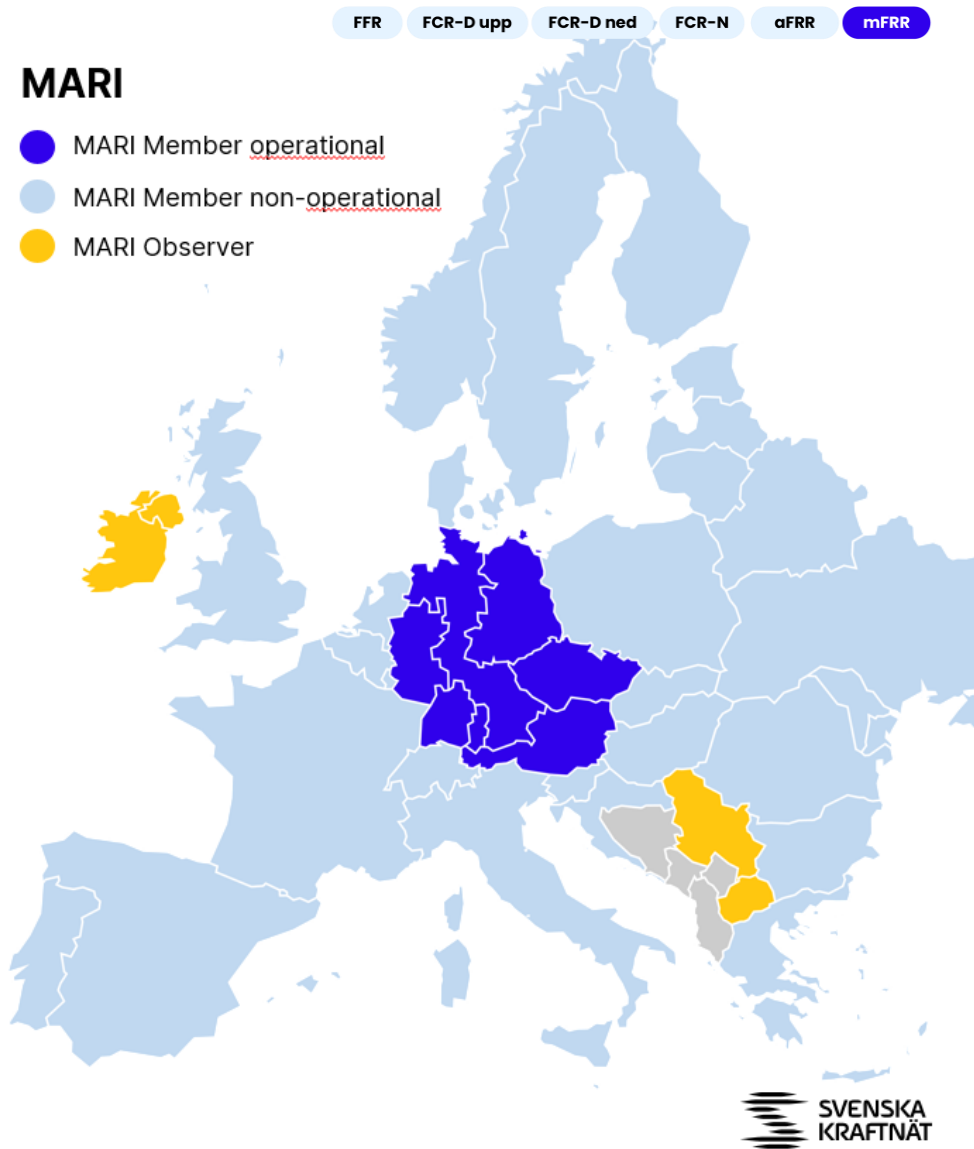 FFR FCR-D upp FCR-D ned FCR-N aFRR mFRR
MARI
MARI Member operational
MARI Member non-operational
MARI Observer
SVENSKA
KRAFTNÄT